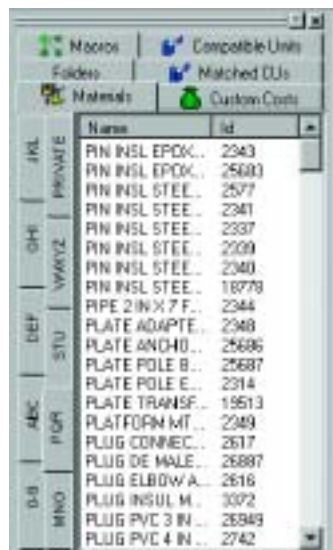 Macros Compatible Units
Folders Matched CUs
Materials Custom Costs
Name Id
PIN INSL EPOX... 2343
PIN INSL EPOX... 25683
PIN INSL STEE... 2577
PIN INSL STEE... 2341
PIN INSL STEE... 2337
PIN INSL STEE... 2339
PIN INSL STEE... 2340
PIN INSL STEE... 18778
PIPE 2 IN X 7 F... 2344
PLATE ADAPTE... 2348
PLATE ANCHO... 25686
PLATE POLE B... 25687
PLATE POLE E... 2314
PLATE TRANSF... 19513
PLATFORM MT... 2349
PLUG CONNEC... 2617
PLUG DE MALE... 26887
PLUG ELBOW A... 2616
PLUG INSUL M... 3372
PLUG PVC 3 IN ... 26949
PLUG PVC 4 IN ... 2742
JKL
GHI
DEF
ABC
0-9
PRIVATE
VWXYZ
STU
PQR
MNO